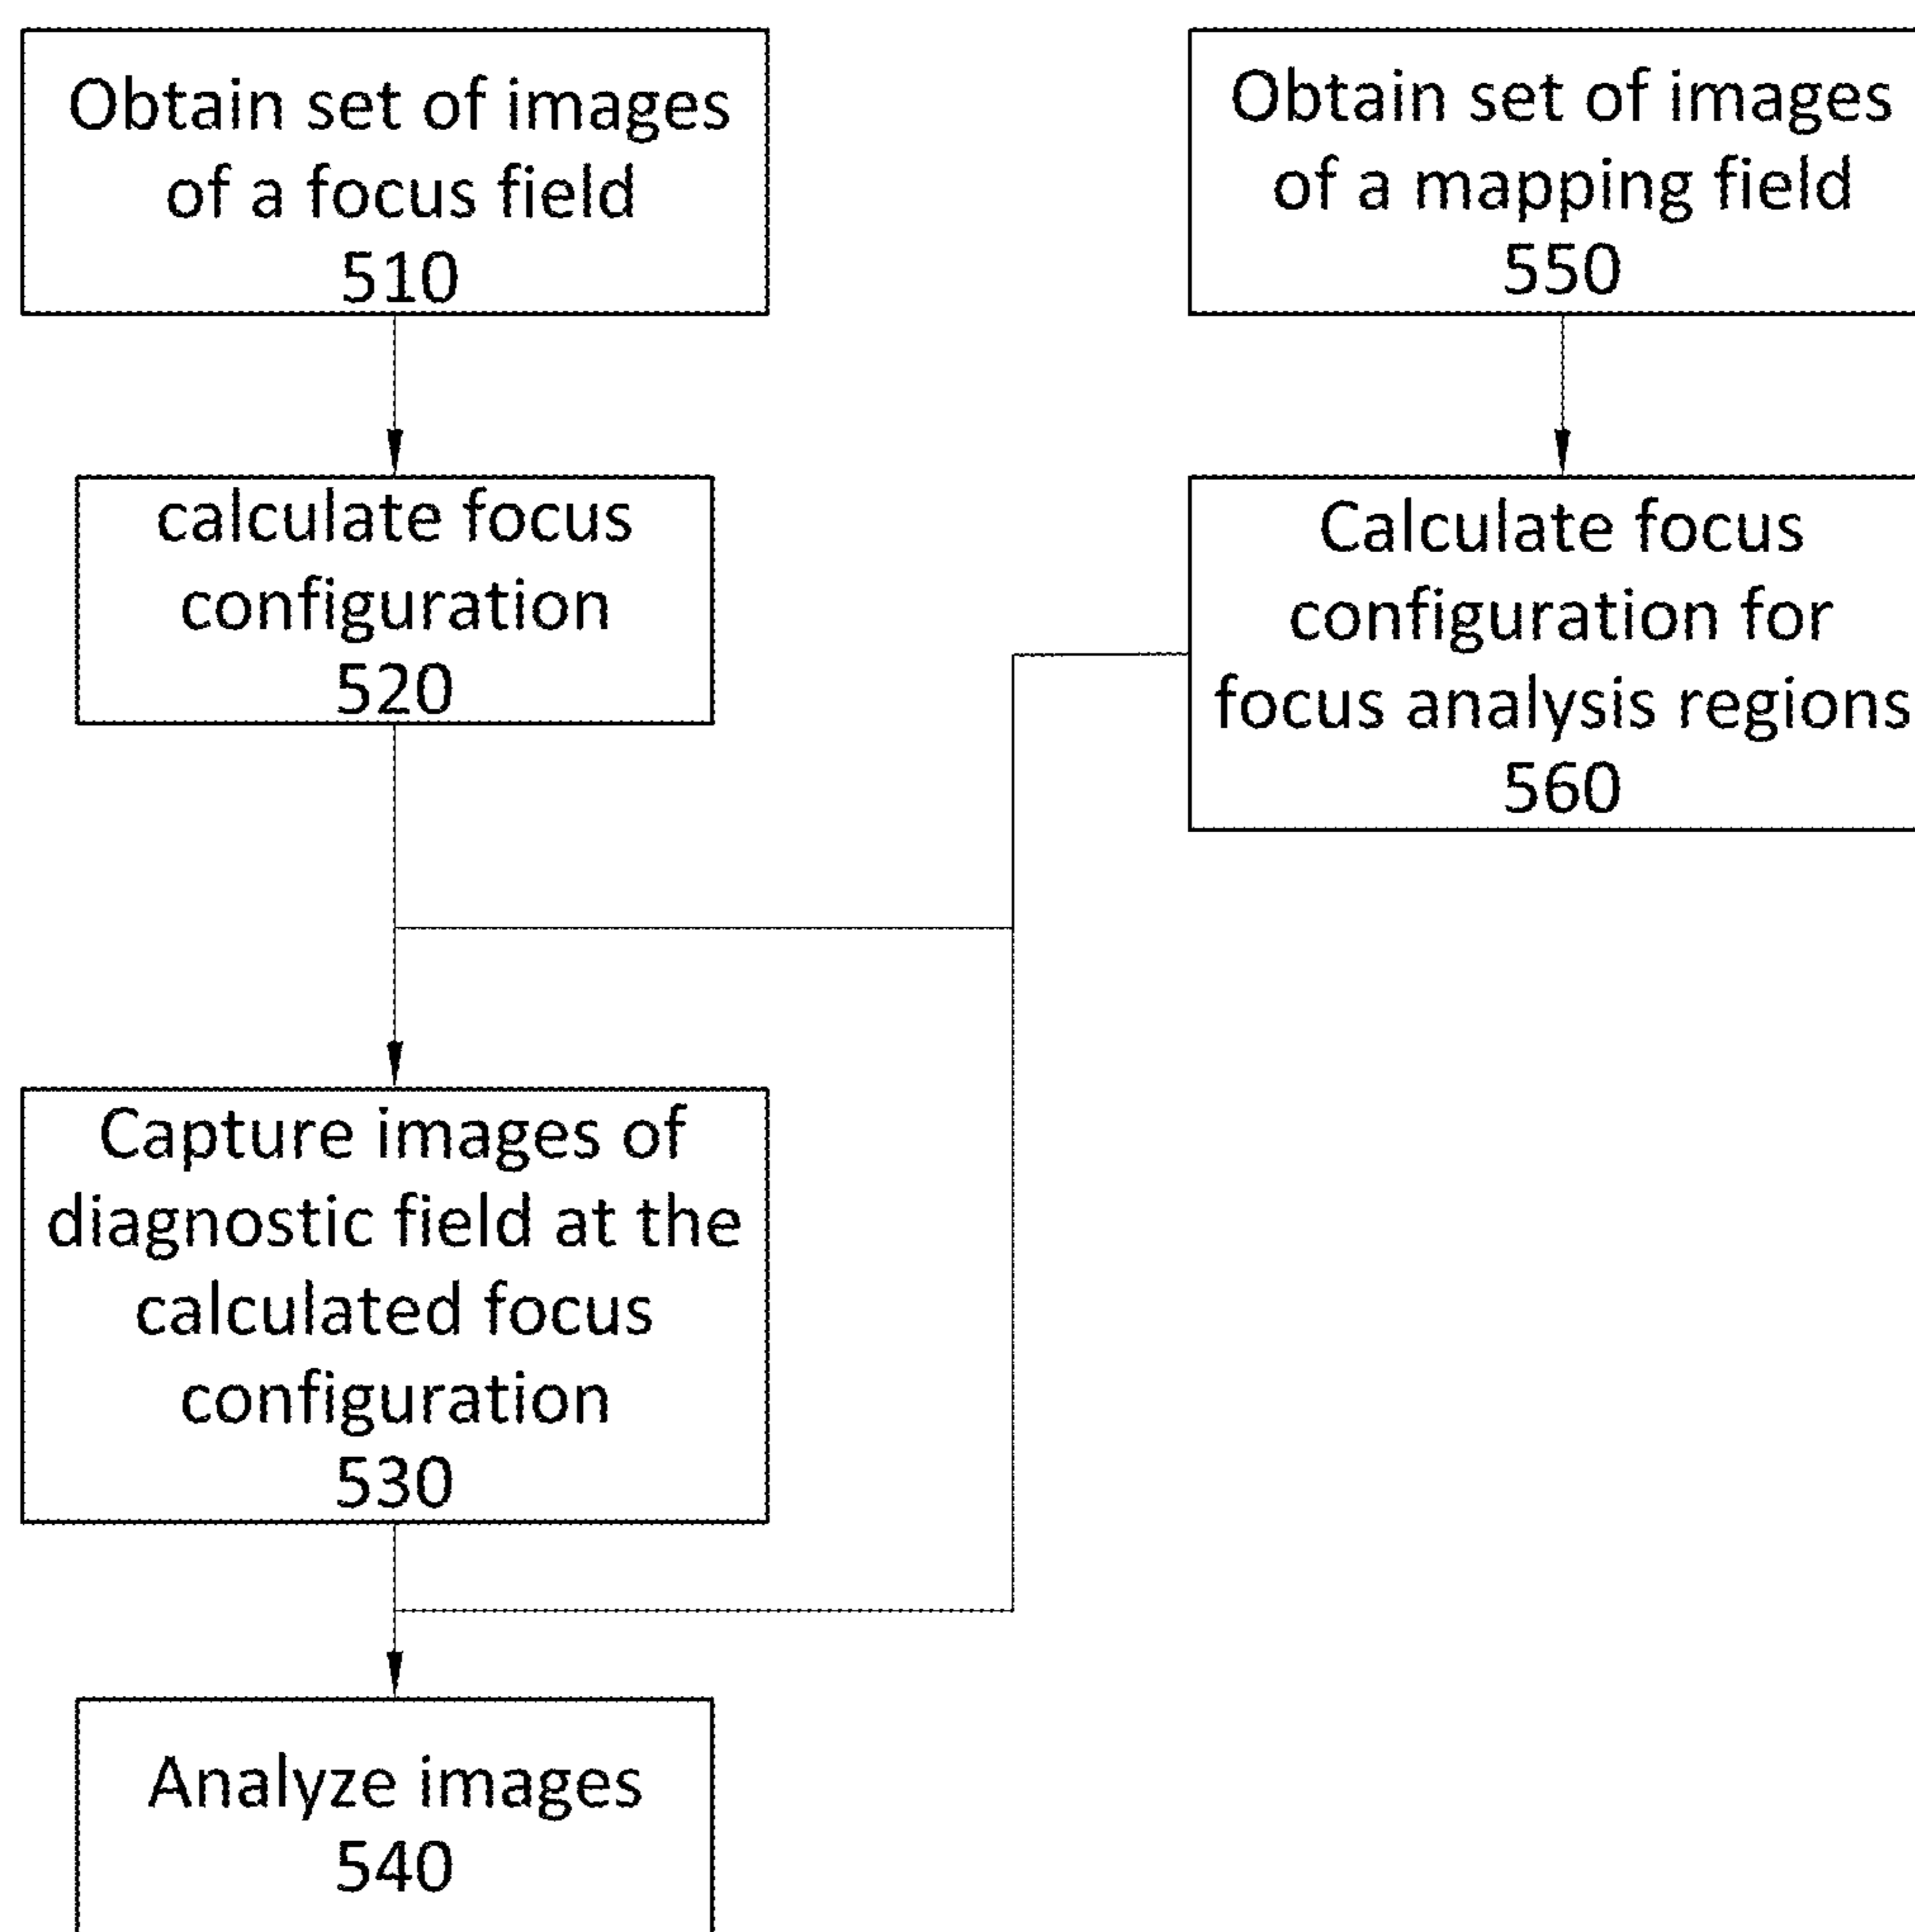 Obtain set of images
of a focus field
510
calculate focus
configuration
520
Capture images of
diagnostic field at the
calculated focus
configuration
530
Analyze images
540
Obtain set of images
of a mapping field
550
Calculate focus
configuration for
focus analysis regions
560